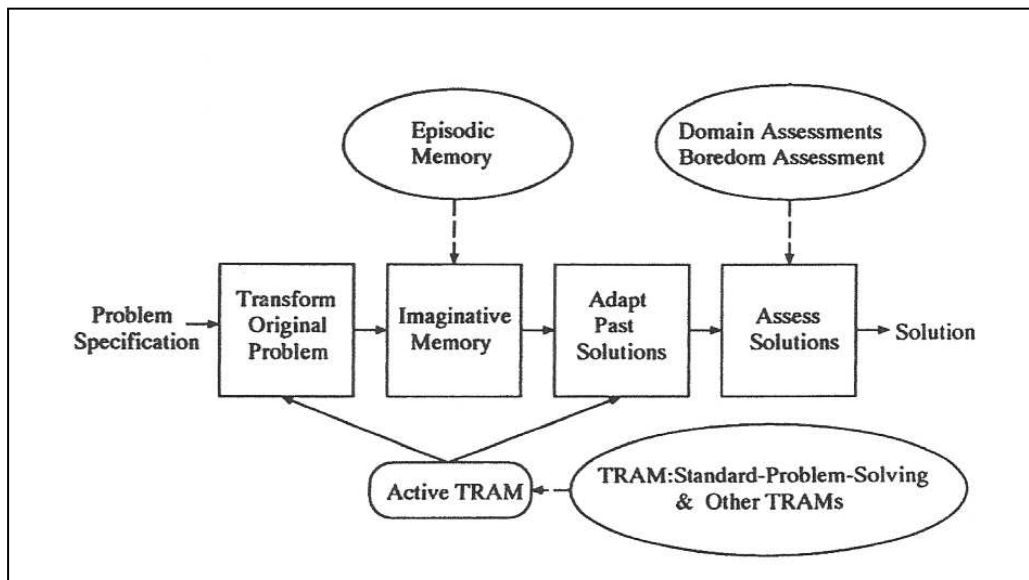 Episodic
Memory
Domain Assessments
Boredom Assessment
Problem
Specification
Transform
Original
Problem
Imaginative
Memory
Adapt
Past
Solutions
Assess
Solutions
Solution
Active TRAM
TRAM:Standard-Problem-Solving
& Other TRAMs